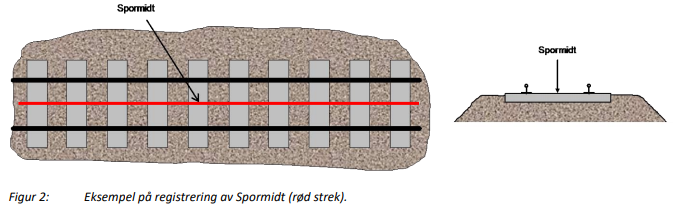 Spormidt
Spormidt
Figur 2: Eksempel på registrering av Spormidt (rød strek).